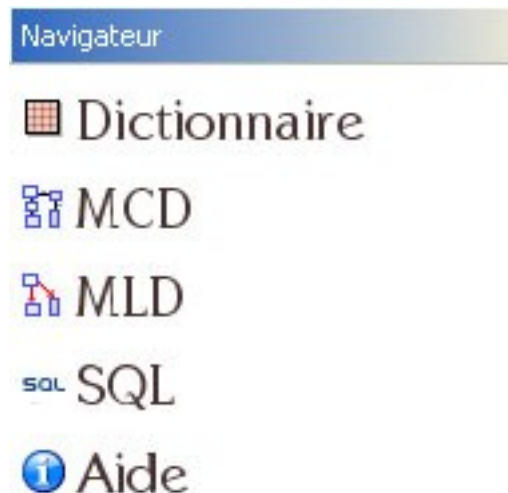 Navigateur
Dictionnaire
MCD
MLD
SQL SQL
i Aide